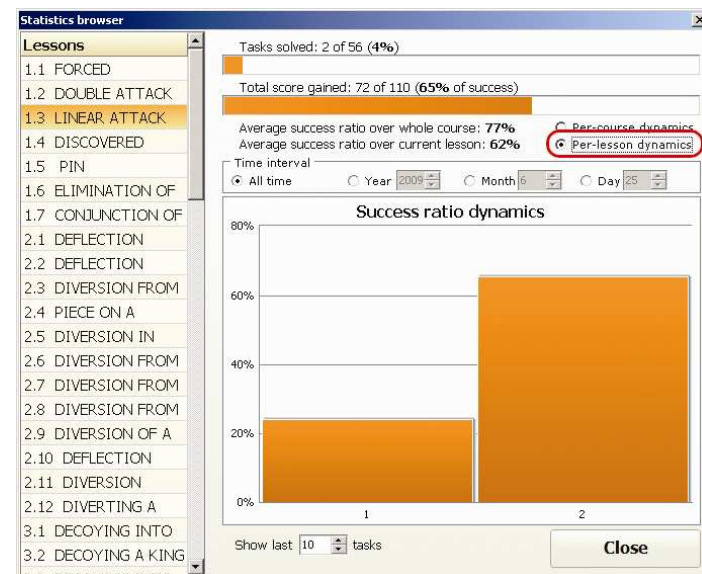 Statistics browser
Lessons
1.1 FORCED
1.2 DOUBLE ATTACK
1.3 LINEAR ATTACK
1.4 DISCOVERED
1.5 PIN
1.6 ELIMINATION OF
1.7 CONJUNCTION OF
2.1 DEFLECTION
2.2 DEFLECTION
2.3 DIVERSION FROM
2.4 PIECE ON A
2.5 DIVERSION IN
2.6 DIVERSION FROM
2.7 DIVERSION FROM
2.8 DIVERSION FROM
2.9 DIVERSION OF A
2.10 DEFLECTION
2.11 DIVERSION
2.12 DIVERTING A
3.1 DECOYING INTO
3.2 DECOYING A KING
Tasks solved: 2 of 56 (4%)
Total score gained: 72 of 110 (65% of success)
Average success ratio over whole course: 77%
Per-course dynamics
Average success ratio over current lesson: 62%
Per-lesson dynamics
Time interval
All time Year 2009 Month 6 Day 25
Success ratio dynamics
80%
60%
40%
20%
0%
1 2
Show last 10 tasks
Close